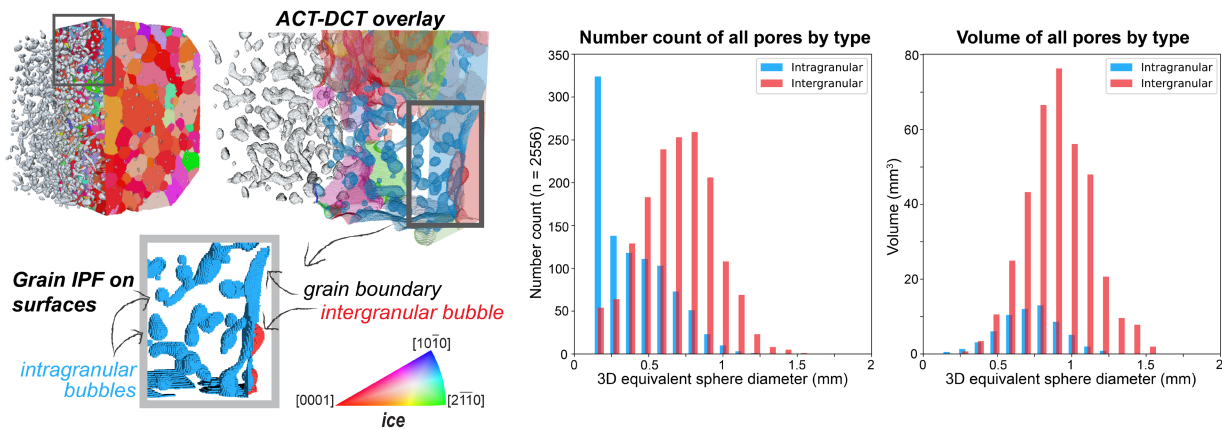 ACT-DCT overlay
Grain IPF on
surfaces
intragranular
bubbles
grain boundary
intergranular bubble
[101̅0]
[0001]
[21̅1̅0]
ice
Number count of all pores by type
Intragranular
Intergranular
350
300
250
200
150
100
50
0
Number count (n = 2556)
0.5
1
1.5
2
3D equivalent sphere diameter (mm)
Volume of all pores by type
Intragranular
Intergranular
80
60
40
20
0
Volume (mm³)
0
0.5
1
1.5
2
3D equivalent sphere diameter (mm)